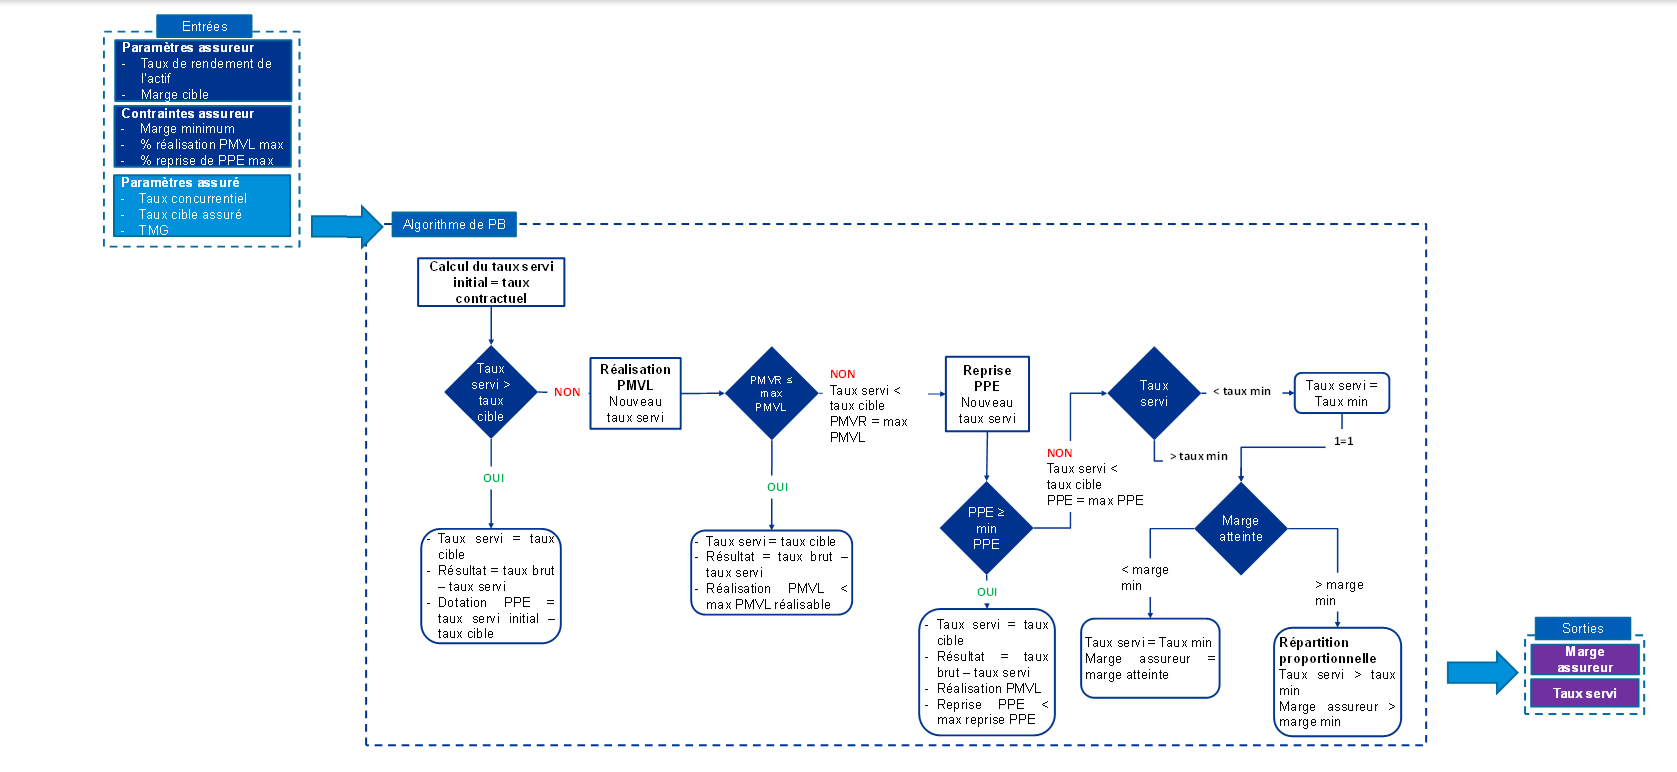 Entrées
Paramètres assureur
- Taux de rendement de
l'actif
- Marge cible
Contraintes assureur
- Marge minimum
- % réalisation PMVL max
- % reprise de PPE max
Paramètres assuré
- Taux concurrentiel
- Taux cible assuré
- TMG
Algorithme de PB
Calcul du taux servi
initial = taux
contractuel
Taux
servi >
taux
cible
NON
Réalisation
PMVL
Nouveau
taux servi
PMVR ≤
max
PMVL
NON
Taux servi <
taux cible
PMVR = max
PMVL
Reprise
PPE
Nouveau
taux servi
Taux
servi
< taux min
Taux servi =
Taux min
1=1
> taux min
NON
Taux servi <
taux cible
PPE = max PPE
OUI
OUI
PPE ≥
min
PPE
Marge
atteinte
- Taux servi = taux
cible
- Résultat = taux brut
– taux servi
- Dotation PPE =
taux servi initial –
taux cible
- Taux servi = taux cible
- Résultat = taux brut –
taux servi
- Réalisation PMVL <
max PMVL réalisable
OUI
< marge
min
> marge
min
- Taux servi = taux
cible
- Résultat = taux
brut – taux servi
- Réalisation PMVL
- Reprise PPE <
max reprise PPE
Taux servi = Taux min
Marge assureur =
marge atteinte
Répartition
proportionnelle
Taux servi > taux
min
Marge assureur >
marge min
Sorties
Marge
assureur
Taux servi